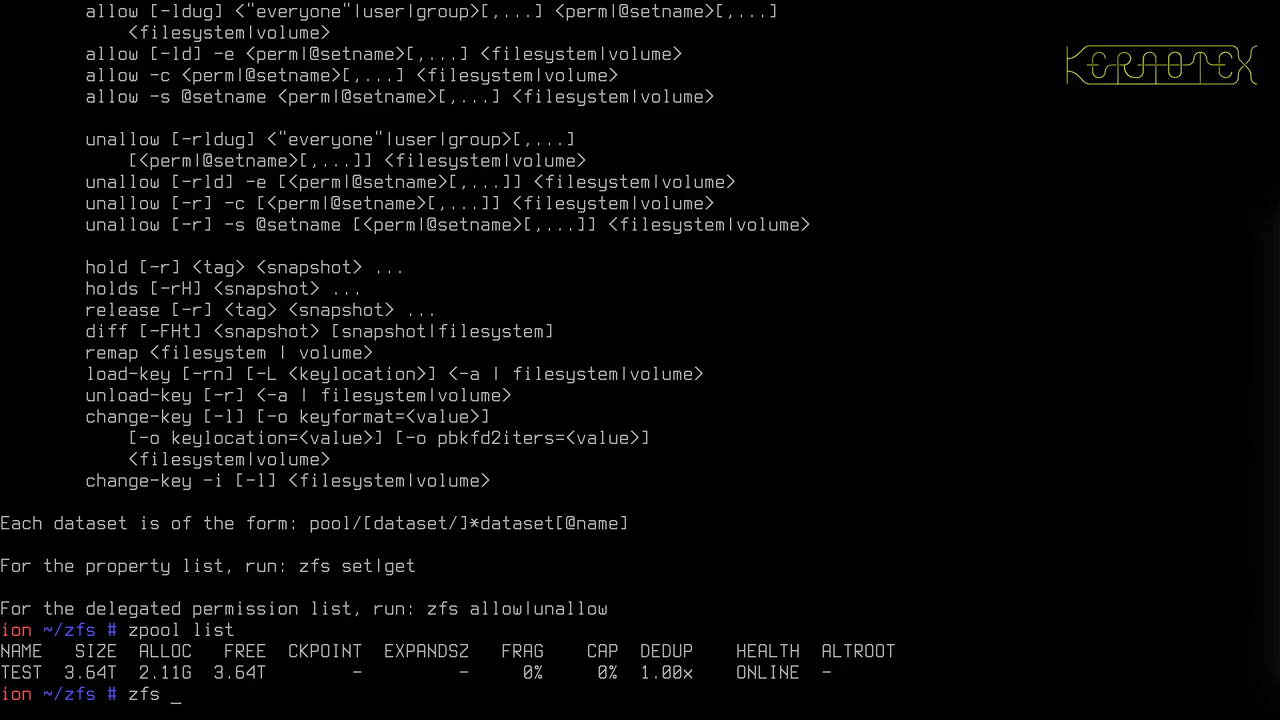 allow [-ldug] <"everyone"|user|group>[,...] <perm|@setname>[,...]
<filesystem|volume>
allow [-ld] -e <perm|@setname>[,...] <filesystem|volume>
allow -c <perm|@setname>[,...] <filesystem|volume>
allow -s @setname <perm|@setname>[,...] <filesystem|volume>
KERNOTEX
unallow [-rldug] <"everyone"|user|group>[,...]
[<perm|@setname>[,...]] <filesystem|volume>
unallow [-rld] -e [<perm|@setname>[,...]] <filesystem|volume>
unallow [-r] -c [<perm|@setname>[,...]] <filesystem|volume>
unallow [-r] -s @setname [<perm|@setname>[,...]] <filesystem|volume>
hold [-r] <tag> <snapshot> ...
holds [-rH] <snapshot> ...
release [-r] <tag> <snapshot> ...
diff [-FHt] <snapshot> [snapshot|filesystem]
remap <filesystem | volume>
load-key [-rn] [-L <keylocation>] <-a | filesystem|volume>
unload-key [-r] <-a | filesystem|volume>
change-key [-l] [-o keyformat=<value>]
[-o keylocation=<value>] [-o pbkfd2iters=<value>]
<filesystem|volume>
change-key -i [-l] <filesystem|volume>
Each dataset is of the form: pool/[dataset/]*dataset[@name]
For the property list, run: zfs set|get
For the delegated permission list, run: zfs allow|unallow
ion ~/zfs # zpool list
NAME SIZE ALLOC FREE CKPOINT EXPANDSZ FRAG CAP DEDUP HEALTH ALTROOT
TEST 3.64T 2.11G 3.64T - - 0% 0% 1.00x ONLINE -
ion ~/zfs # zfs _